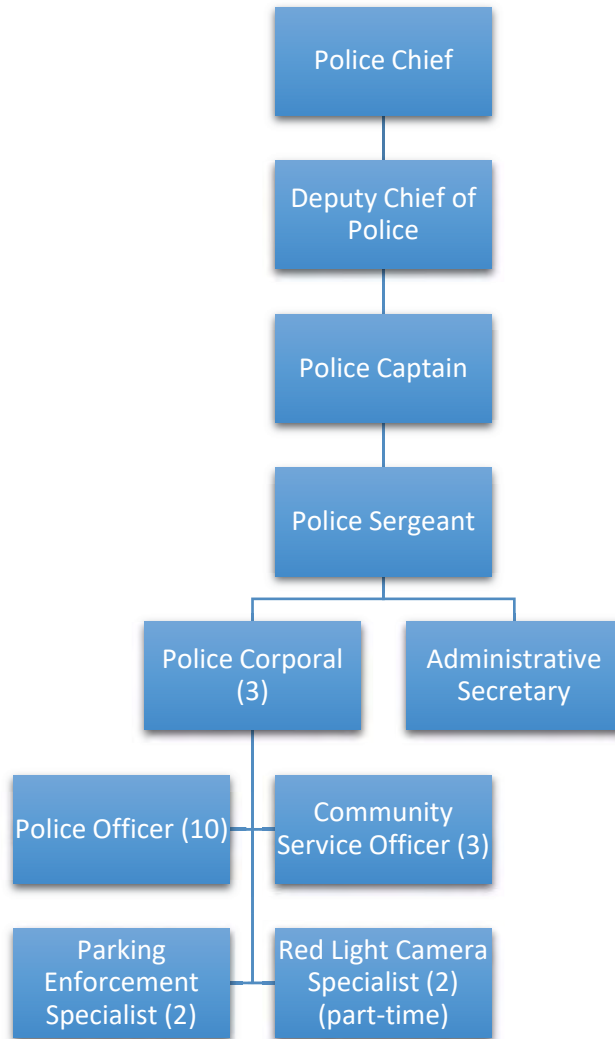 Police Chief
Deputy Chief of
Police
Police Captain
Police Sergeant
Police Corporal
(3)
Administrative
Secretary
Police Officer (10)
Community
Service Officer (3)
Parking
Enforcement
Specialist (2)
Red Light Camera
Specialist (2)
(part-time)